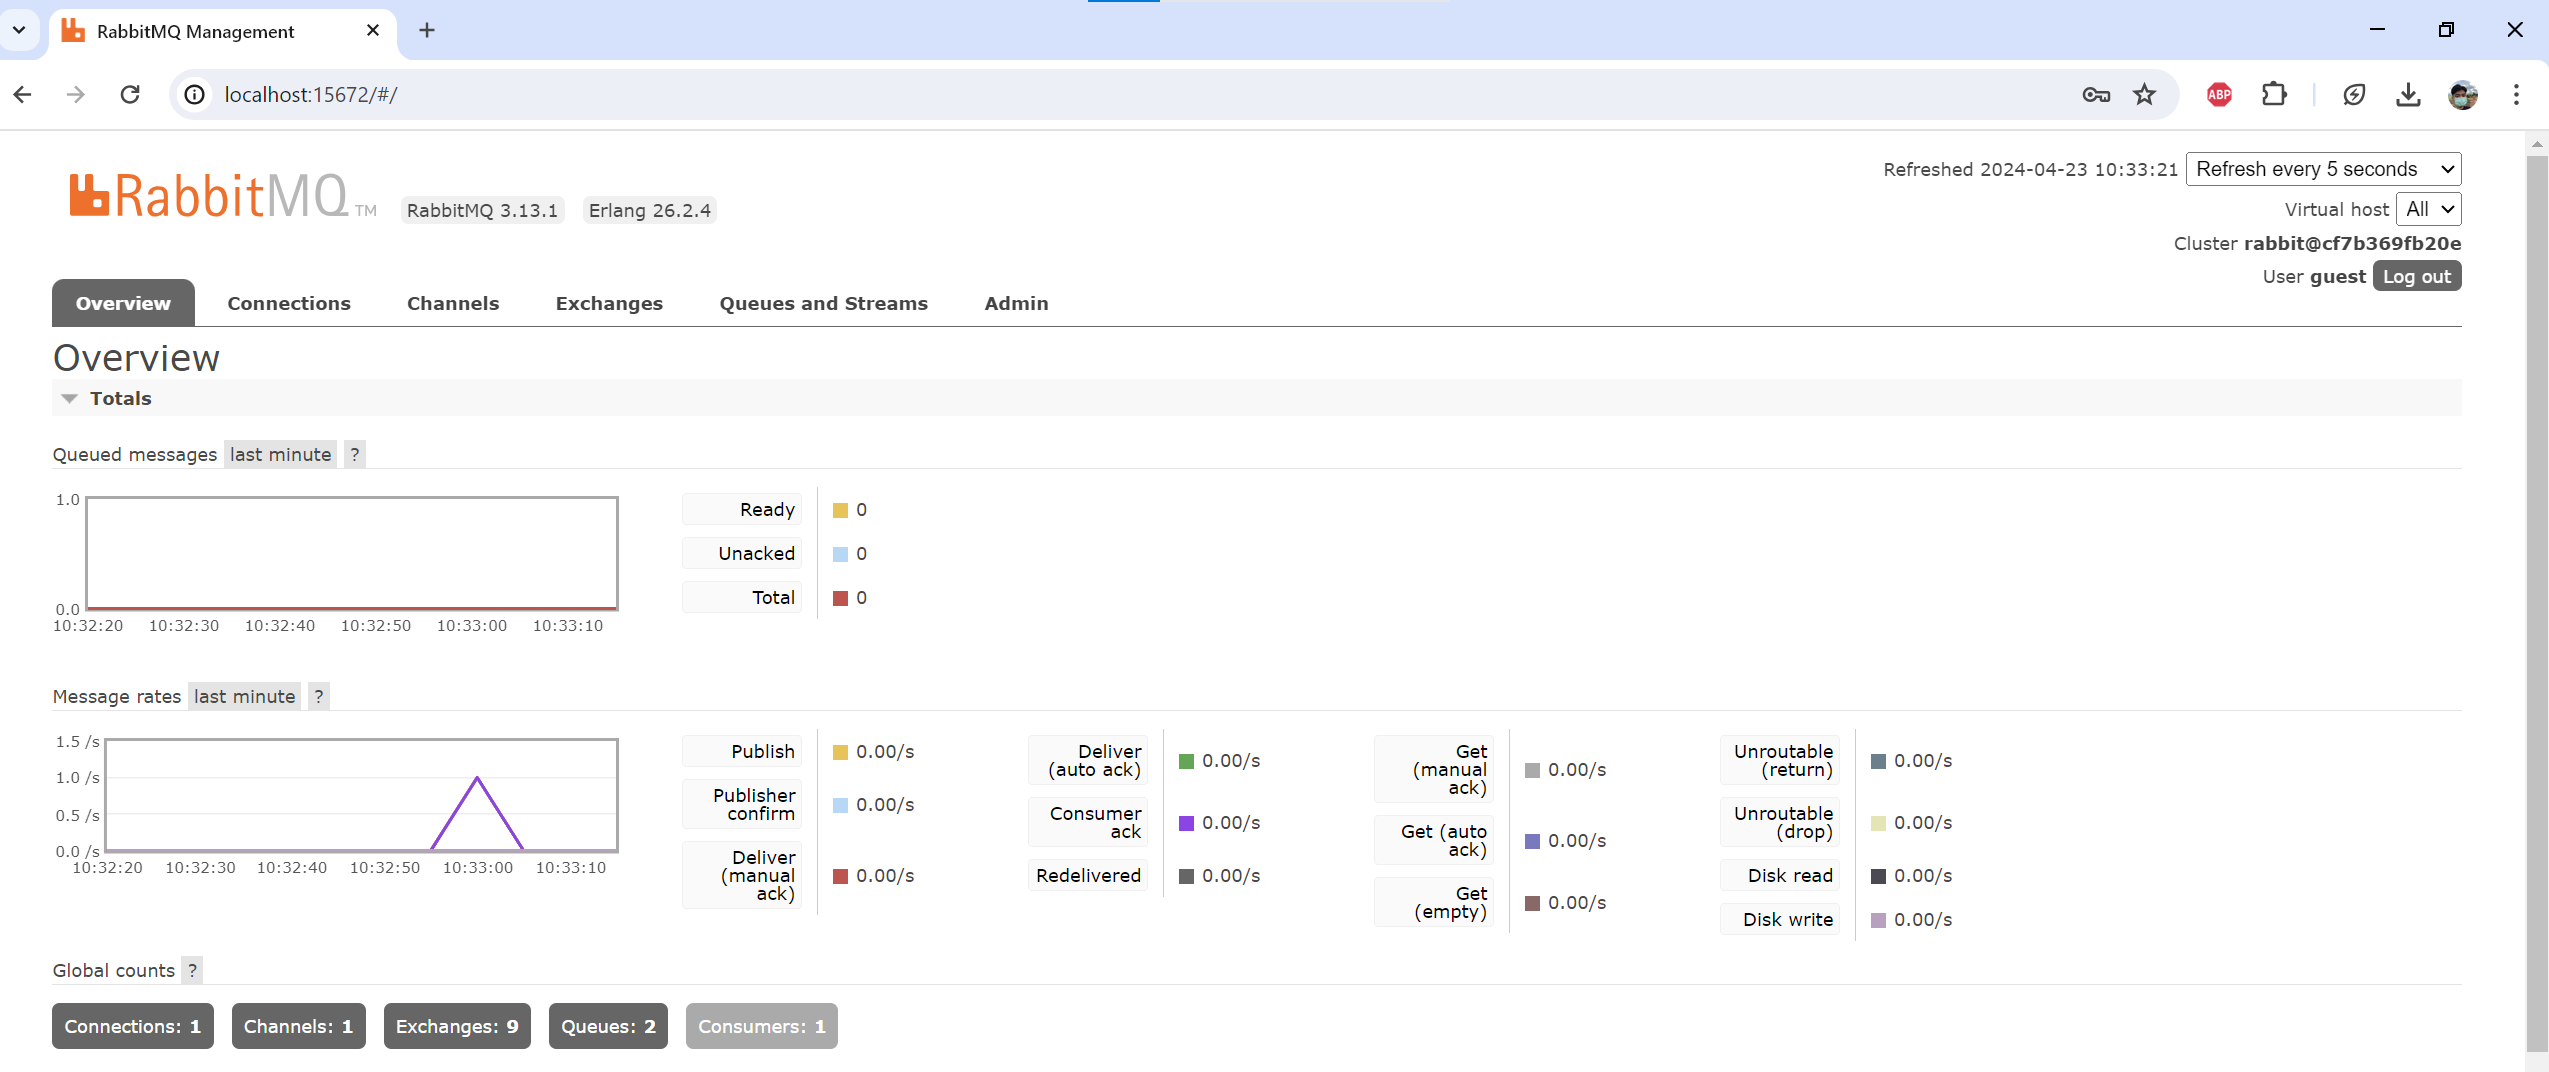 RabbitMQ Management
localhost:15672/#/
ABP
Refreshed 2024-04-23 10:33:21 Refresh every 5 seconds
Virtual host All
Cluster rabbit@cf7b369fb20e
User guest Log out
RabbitMQ TM RabbitMQ 3.13.1 Erlang 26.2.4
Overview Connections Channels Exchanges Queues and Streams Admin
Overview
Totals
Queued messages last minute ?
1.0
0.0
10:32:20 10:32:30 10:32:40 10:32:50 10:33:00 10:33:10
Ready 0
Unacked 0
Total 0
Message rates last minute ?
1.5 /s
1.0 /s
0.5 /s
0.0 /s
10:32:20 10:32:30 10:32:40 10:32:50 10:33:00 10:33:10
Publish 0.00/s
Publisher
confirm 0.00/s
Deliver
(manual 0.00/s
ack)
Deliver
(auto ack) 0.00/s
Consumer
ack 0.00/s
Redelivered 0.00/s
Get
(manual 0.00/s
ack)
Get (auto
ack) 0.00/s
Get
(empty) 0.00/s
Unroutable
(return) 0.00/s
Unroutable
(drop) 0.00/s
Disk read 0.00/s
Disk write 0.00/s
Global counts ?
Connections: 1 Channels: 1 Exchanges: 9 Queues: 2 Consumers: 1